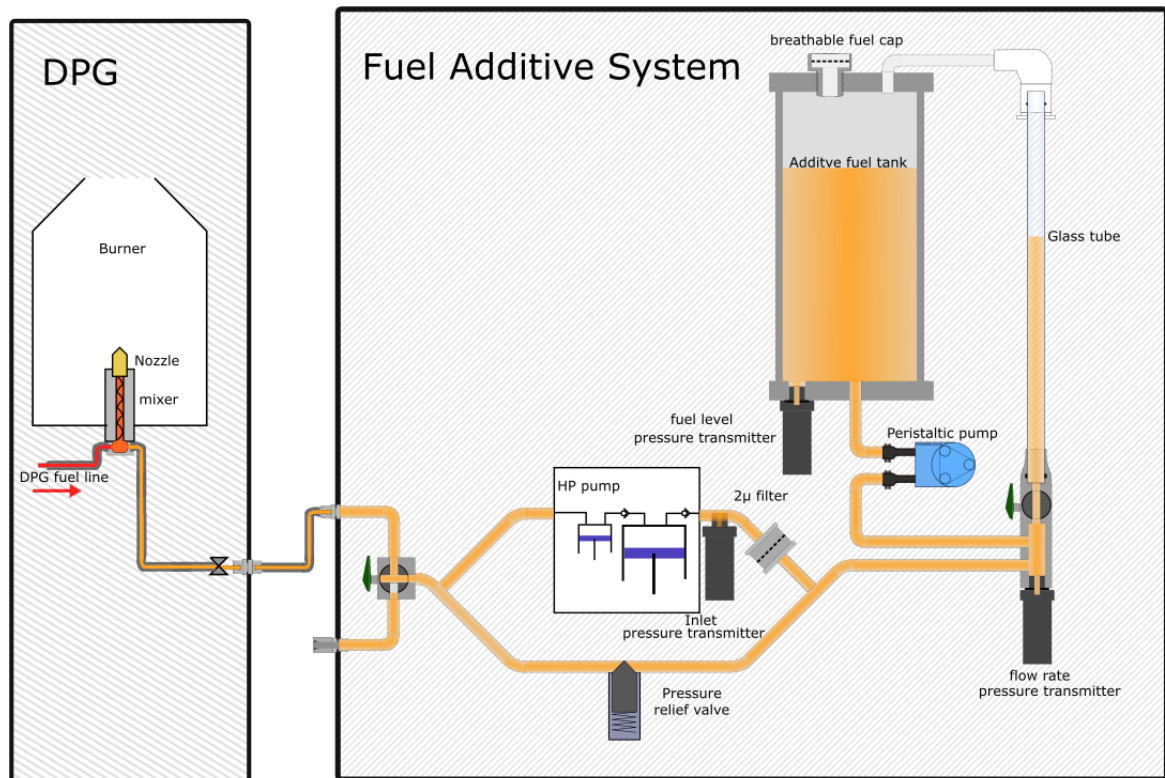 DPG
Fuel Additive System
breathable fuel cap
Additve fuel tank
Burner
Glass tube
Nozzle
mixer
fuel level
pressure transmitter
Peristaltic pump
DPG fuel line
HP pump
2µ filter
Inlet
pressure transmitter
flow rate
pressure transmitter
Pressure
relief valve